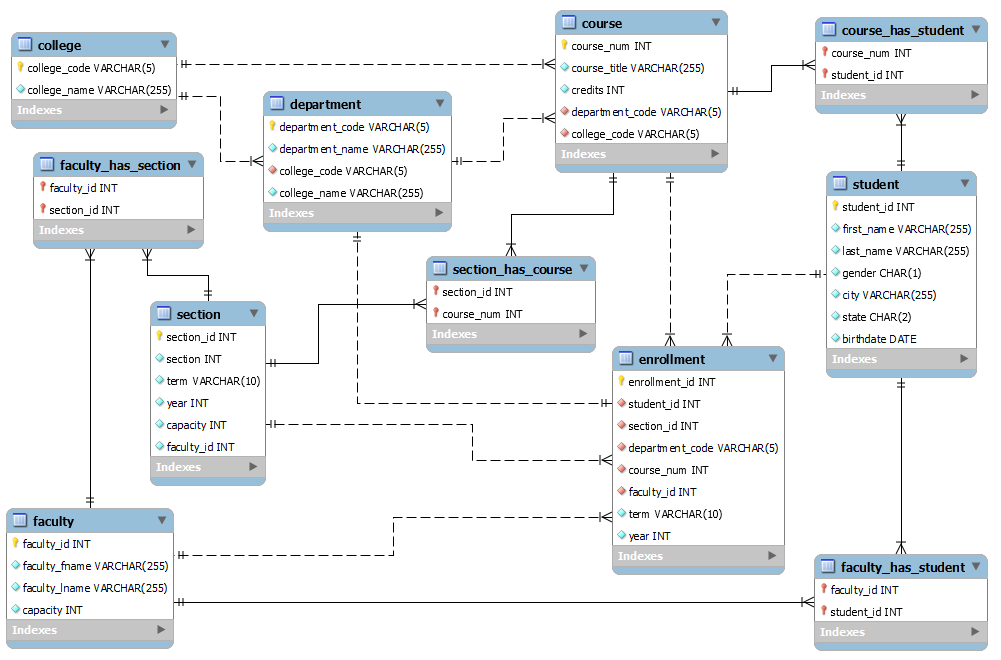 college
college_code VARCHAR(5)
college_name VARCHAR(255)
Indexes
department
department_code VARCHAR(5)
department_name VARCHAR(255)
college_code VARCHAR(5)
college_name VARCHAR(255)
Indexes
course
course_num INT
course_title VARCHAR(255)
credits INT
department_code VARCHAR(5)
college_code VARCHAR(5)
Indexes
course_has_student
course_num INT
student_id INT
Indexes
faculty_has_section
faculty_id INT
section_id INT
Indexes
student
student_id INT
first_name VARCHAR(255)
last_name VARCHAR(255)
gender CHAR(1)
city VARCHAR(255)
state CHAR(2)
birthdate DATE
Indexes
section_has_course
section_id INT
course_num INT
Indexes
section
section_id INT
section INT
term VARCHAR(10)
year INT
capacity INT
faculty_id INT
Indexes
enrollment
enrollment_id INT
student_id INT
section_id INT
department_code VARCHAR(5)
course_num INT
faculty_id INT
term VARCHAR(10)
year INT
Indexes
faculty
faculty_id INT
faculty_fname VARCHAR(255)
faculty_lname VARCHAR(255)
capacity INT
Indexes
faculty_has_student
faculty_id INT
student_id INT
Indexes